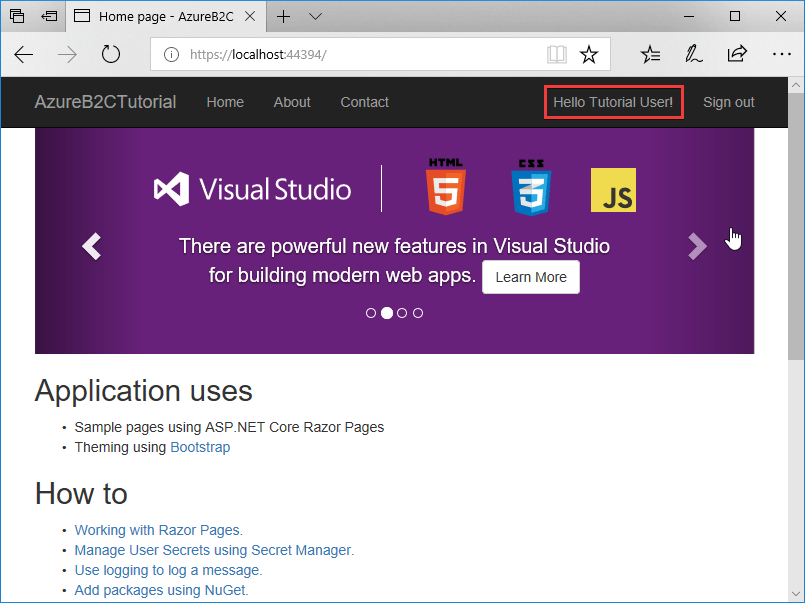 Home page - AzureB2C
https://localhost:44394/
AzureB2CTutorial Home About Contact Hello Tutorial User! Sign out
Visual Studio HTML 5 CSS 3 JS
There are powerful new features in Visual Studio
for building modern web apps. Learn More
Application uses
• Sample pages using ASP.NET Core Razor Pages
• Theming using Bootstrap
How to
• Working with Razor Pages.
• Manage User Secrets using Secret Manager.
• Use logging to log a message.
• Add packages using NuGet.